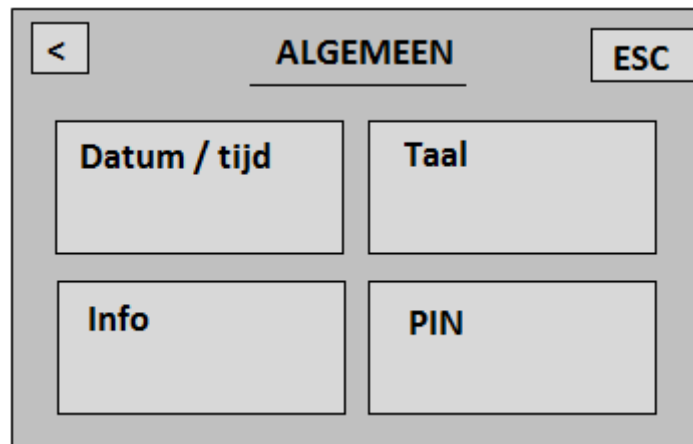 < ALGEMEEN ESC
Datum / tijd Taal
Info PIN